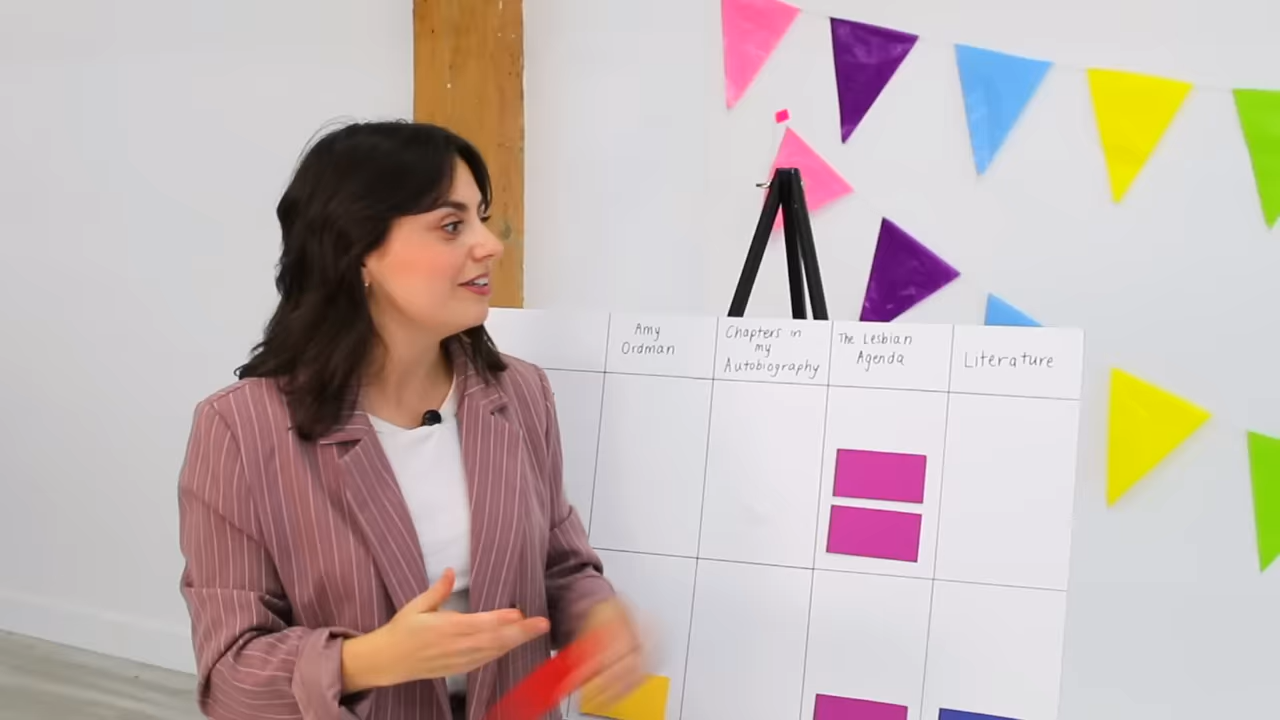 Amy
Ordman
Chapters in
my
Autobiography
The Lesbian
Agenda
Literature